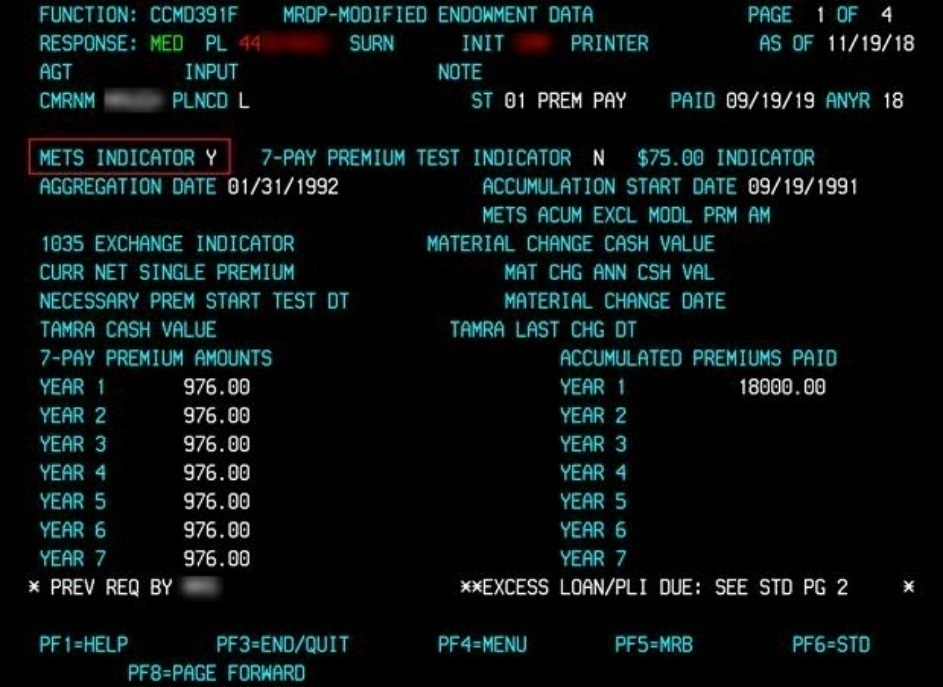 FUNCTION: CCMD391F MRDP-MODIFIED ENDOWMENT DATA PAGE 1 OF 4
RESPONSE: MED PL 44 SURN INIT PRINTER AS OF 11/19/18
AGT INPUT NOTE
CMRNM PLNCD L ST 01 PREM PAY PAID 09/19/19 ANYR 18
METS INDICATOR Y 7-PAY PREMIUM TEST INDICATOR N $75.00 INDICATOR
AGGREGATION DATE 01/31/1992 ACCUMULATION START DATE 09/19/1991
METS ACUM EXCL MODL PRM AM
1035 EXCHANGE INDICATOR MATERIAL CHANGE CASH VALUE
CURR NET SINGLE PREMIUM MAT CHG ANN CSH VAL
NECESSARY PREM START TEST DT MATERIAL CHANGE DATE
TAMRA CASH VALUE TAMRA LAST CHG DT
7-PAY PREMIUM AMOUNTS ACCUMULATED PREMIUMS PAID
YEAR 1 976.00 YEAR 1 18000.00
YEAR 2 976.00 YEAR 2
YEAR 3 976.00 YEAR 3
YEAR 4 976.00 YEAR 4
YEAR 5 976.00 YEAR 5
YEAR 6 976.00 YEAR 6
YEAR 7 976.00 YEAR 7
* PREV REQ BY **EXCESS LOAN/PLI DUE: SEE STD PG 2 *
PF1=HELP PF3=END/QUIT PF4=MENU PF5=MRB PF6=STD
PF8=PAGE FORWARD